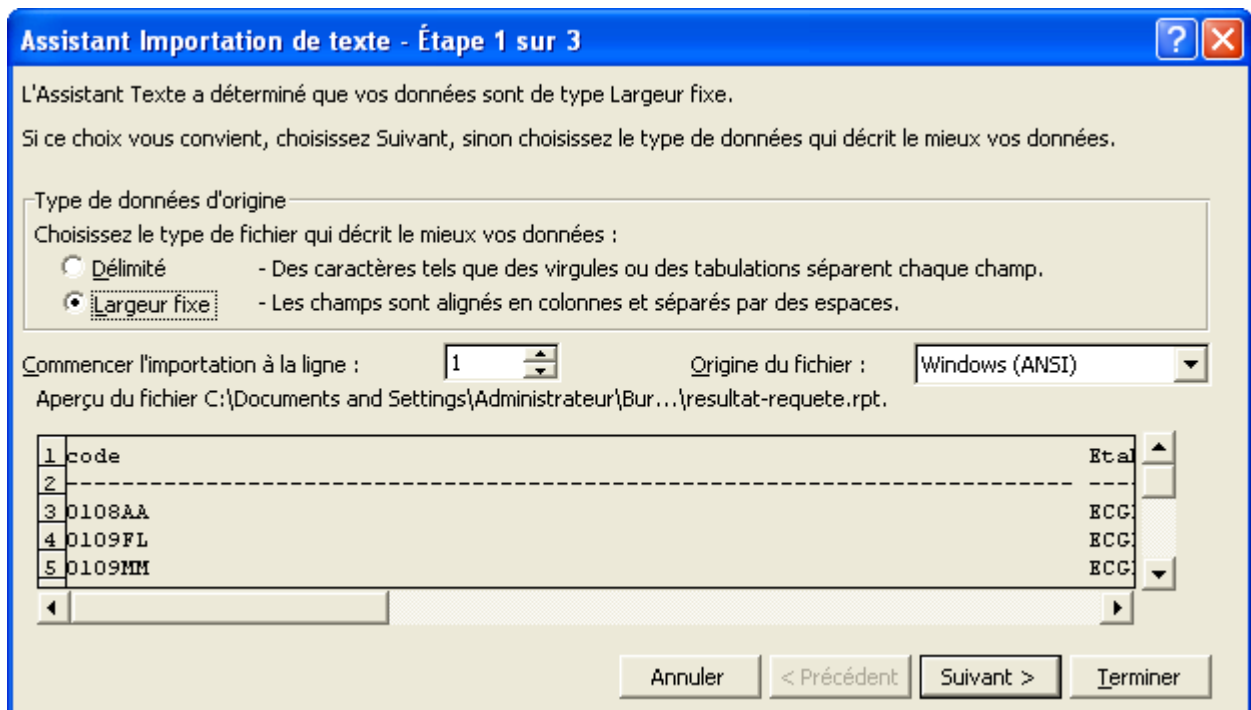 Assistant Importation de texte - Étape 1 sur 3
L'Assistant Texte a déterminé que vos données sont de type Largeur fixe.
Si ce choix vous convient, choisissez Suivant, sinon choisissez le type de données qui décrit le mieux vos données.
Type de données d'origine
Choisissez le type de fichier qui décrit le mieux vos données :
Délimité - Des caractères tels que des virgules ou des tabulations séparent chaque champ.
Largeur fixe - Les champs sont alignés en colonnes et séparés par des espaces.
Commencer l'importation à la ligne : 1 Origine du fichier : Windows (ANSI)
Aperçu du fichier C:\Documents and Settings\Administrateur\Bur...\resultat-requete.rpt.
1 code
2 -------------------------------------------------------------------------- ----
3 0108AA ECG
4 0109FL ECG
5 0109MM ECG
Annuler < Précédent Suivant > Terminer